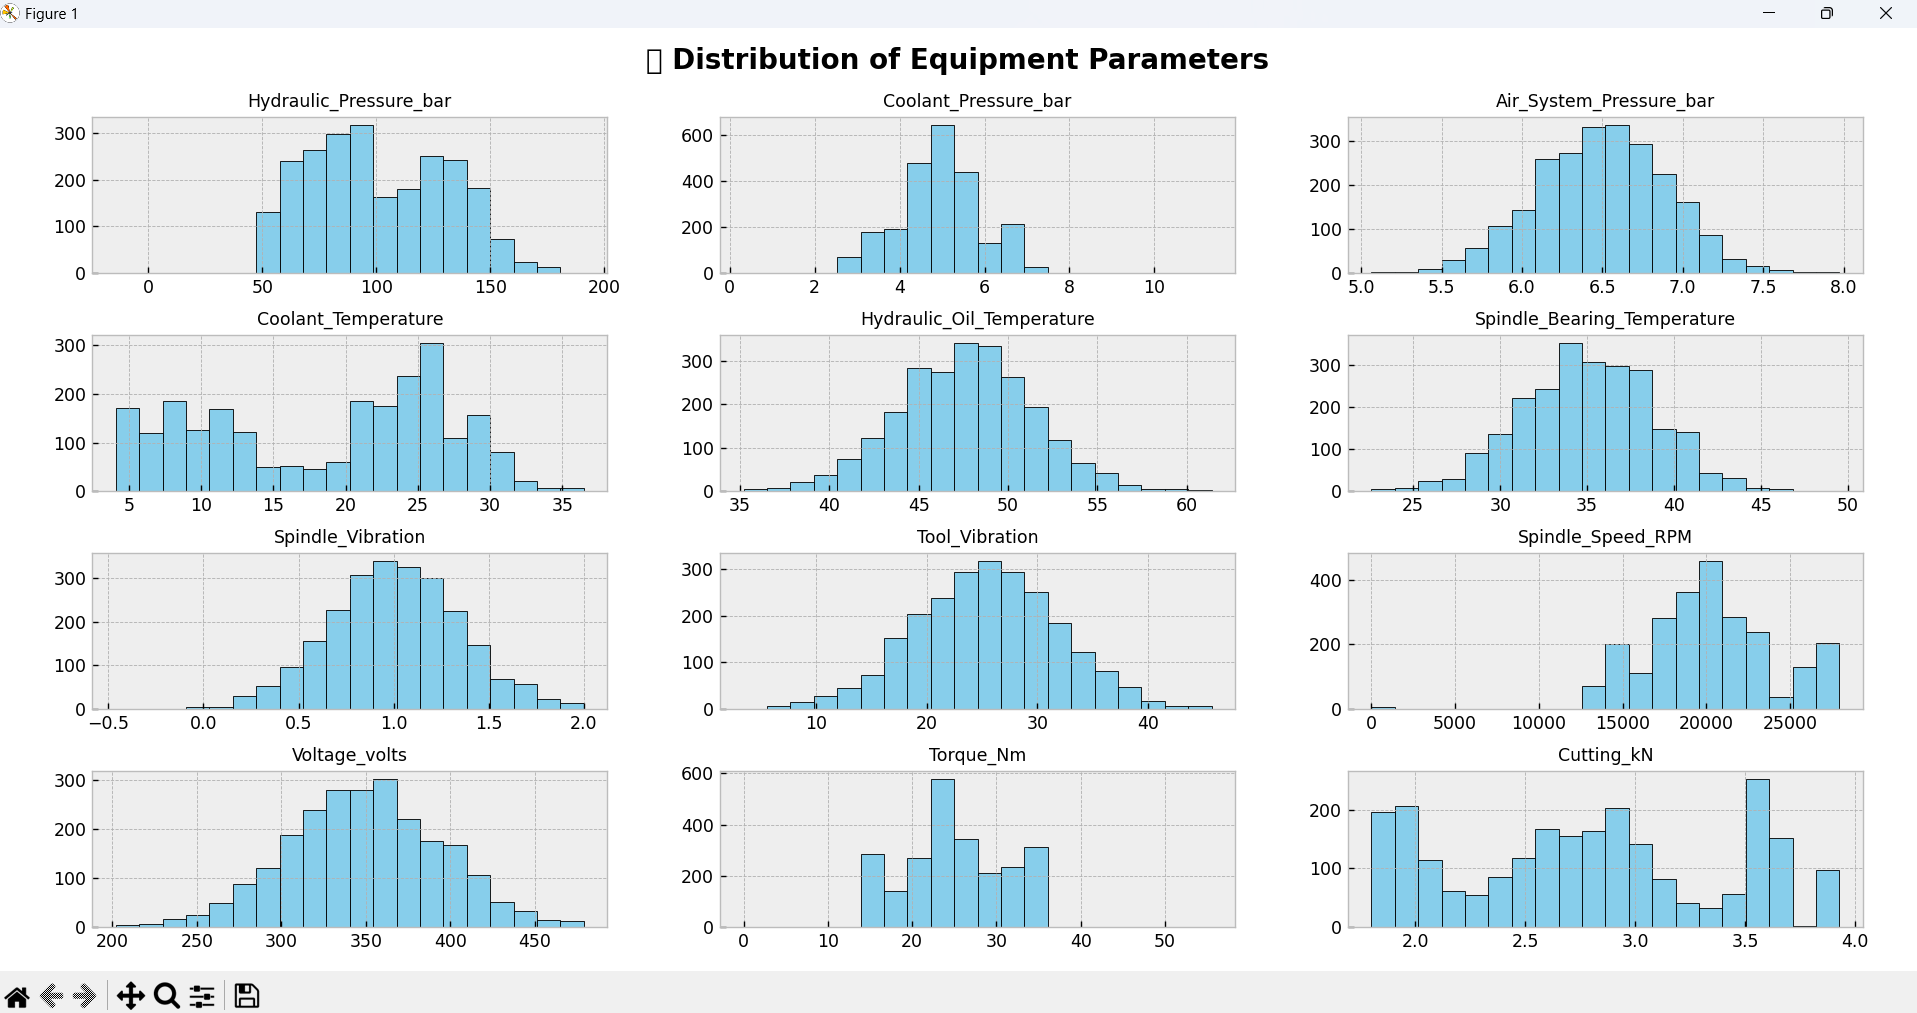 Figure 1
Distribution of Equipment Parameters
Hydraulic_Pressure_bar
300
200
100
0
0 50 100 150 200
Coolant_Pressure_bar
600
400
200
0
0 2 4 6 8 10
Air_System_Pressure_bar
300
200
100
0
5.0 5.5 6.0 6.5 7.0 7.5 8.0
Coolant_Temperature
300
200
100
0
5 10 15 20 25 30 35
Hydraulic_Oil_Temperature
300
200
100
0
35 40 45 50 55 60
Spindle_Bearing_Temperature
300
200
100
0
25 30 35 40 45 50
Spindle_Vibration
300
200
100
0
−0.5 0.0 0.5 1.0 1.5 2.0
Tool_Vibration
300
200
100
0
10 20 30 40
Spindle_Speed_RPM
400
200
0
0 5000 10000 15000 20000 25000
Voltage_volts
300
200
100
0
200 250 300 350 400 450
Torque_Nm
600
400
200
0
0 10 20 30 40 50
Cutting_kN
200
100
0
2.0 2.5 3.0 3.5 4.0